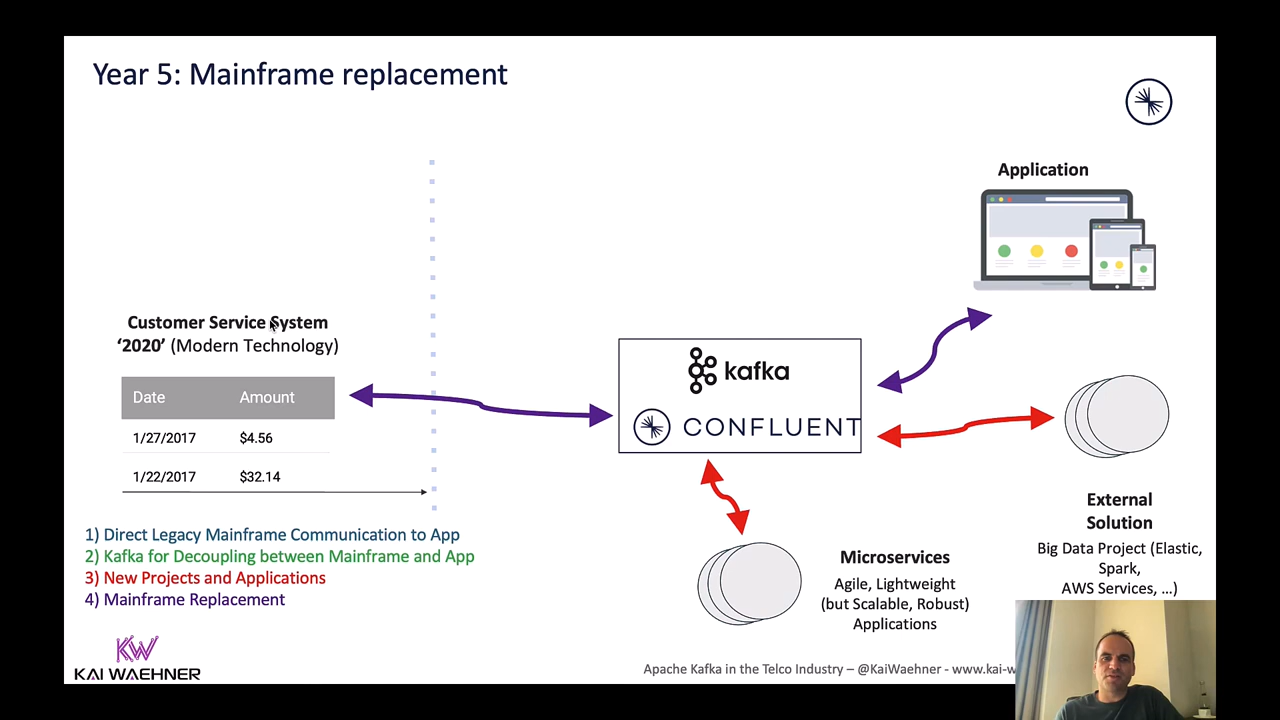 Year 5: Mainframe replacement
Application
Customer Service System
‘2020’ (Modern Technology)
Date Amount
1/27/2017 $4.56
1/22/2017 $32.14
kafka
CONFLUENT
External
Solution
Big Data Project (Elastic,
Spark,
AWS Services, …)
Microservices
Agile, Lightweight
(but Scalable, Robust)
Applications
1) Direct Legacy Mainframe Communication to App
2) Kafka for Decoupling between Mainframe and App
3) New Projects and Applications
4) Mainframe Replacement
KW
KAI WAEHNER
Apache Kafka in the Telco Industry – @KaiWaehner - www.kai-w